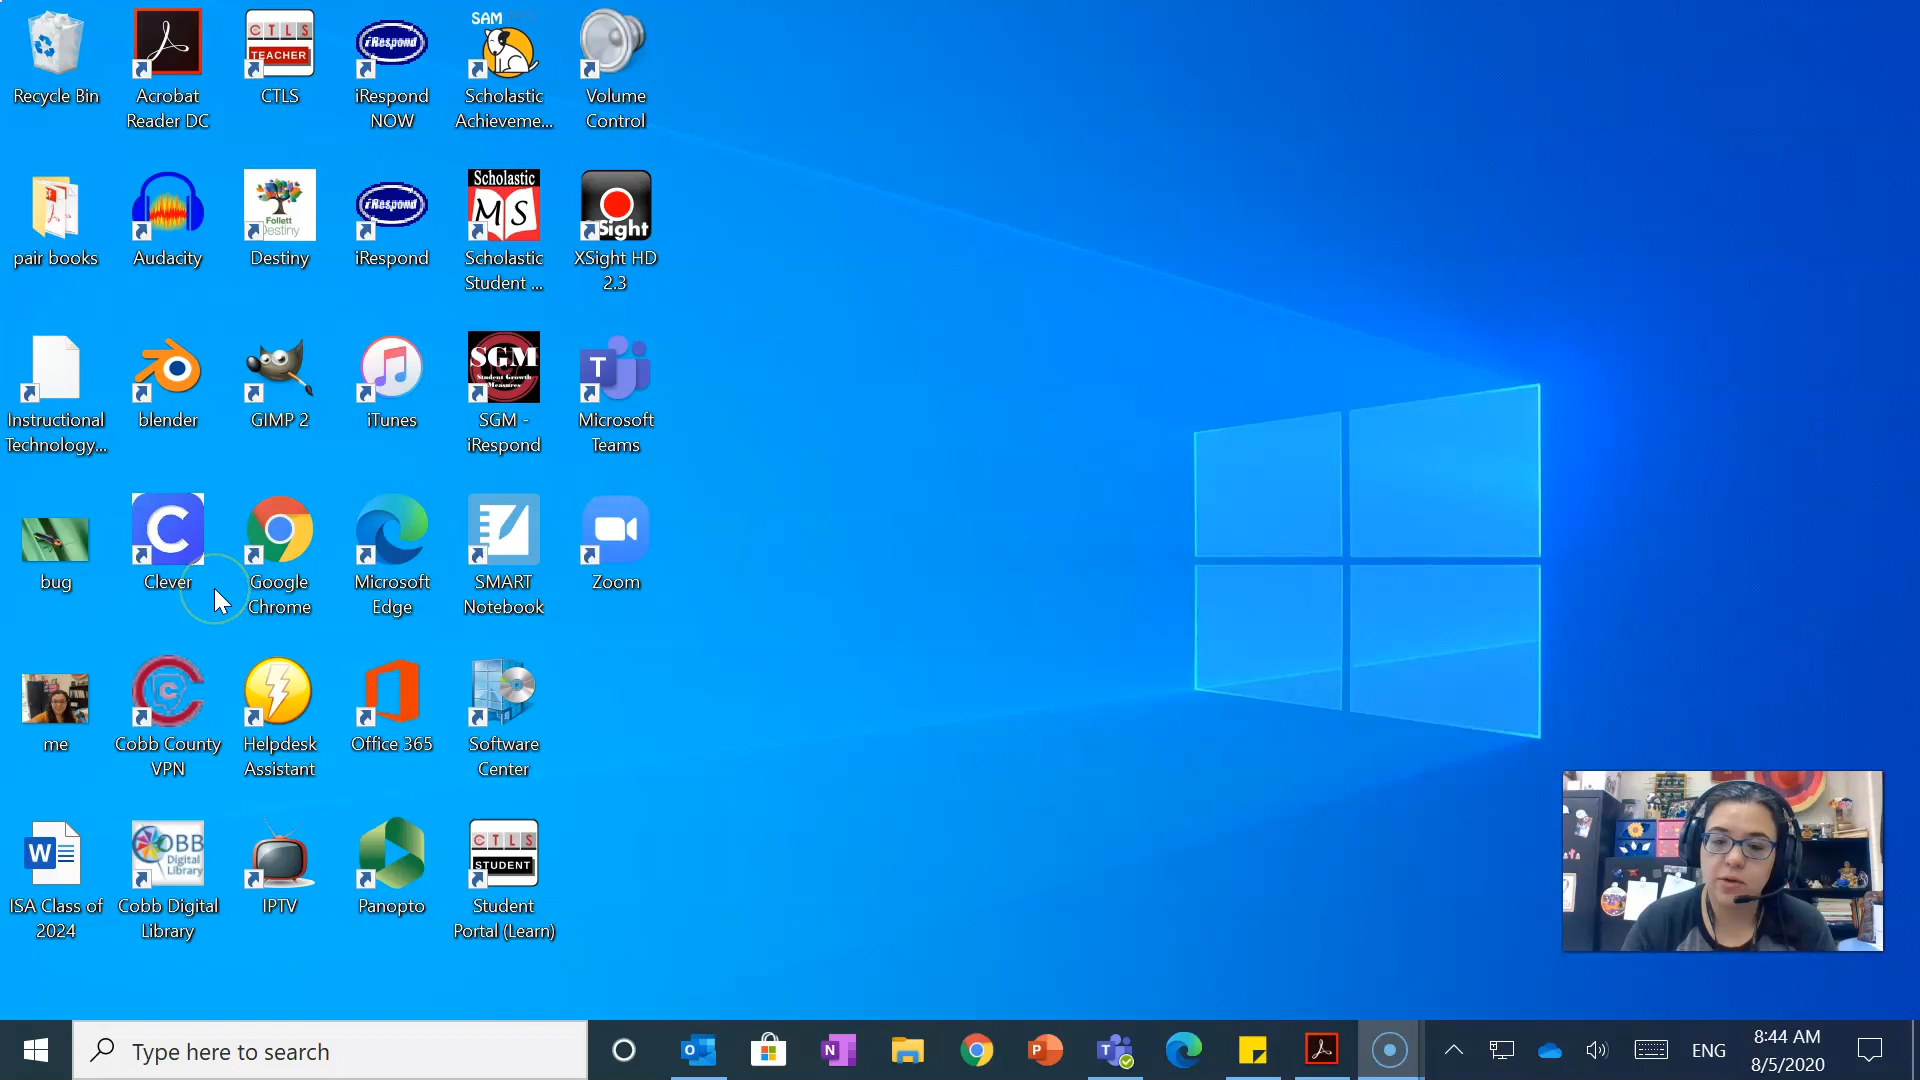 Recycle Bin
Acrobat
Reader DC
CTLS
TEACHER
CTLS
iRespond
iRespond
NOW
SAM
Scholastic
Achieveme...
Volume
Control
pair books
Audacity
Follett
Destiny
Destiny
iRespond
iRespond
Scholastic
MS
Scholastic
Student ...
XSight HD
2.3
Instructional
Technology...
blender
GIMP 2
iTunes
SGM
Student Growth
Measures
SGM -
iRespond
T
Microsoft
Teams
bug
C
Clever
Google
Chrome
Microsoft
Edge
SMART
Notebook
Zoom
me
C
Cobb County
VPN
Helpdesk
Assistant
Office 365
Software
Center
W
ISA Class of
2024
COBB
Digital
Library
Cobb Digital
Library
IPTV
Panopto
CTLS
STUDENT
Student
Portal (Learn)
Type here to search
N
P
T
ENG
8:44 AM
8/5/2020